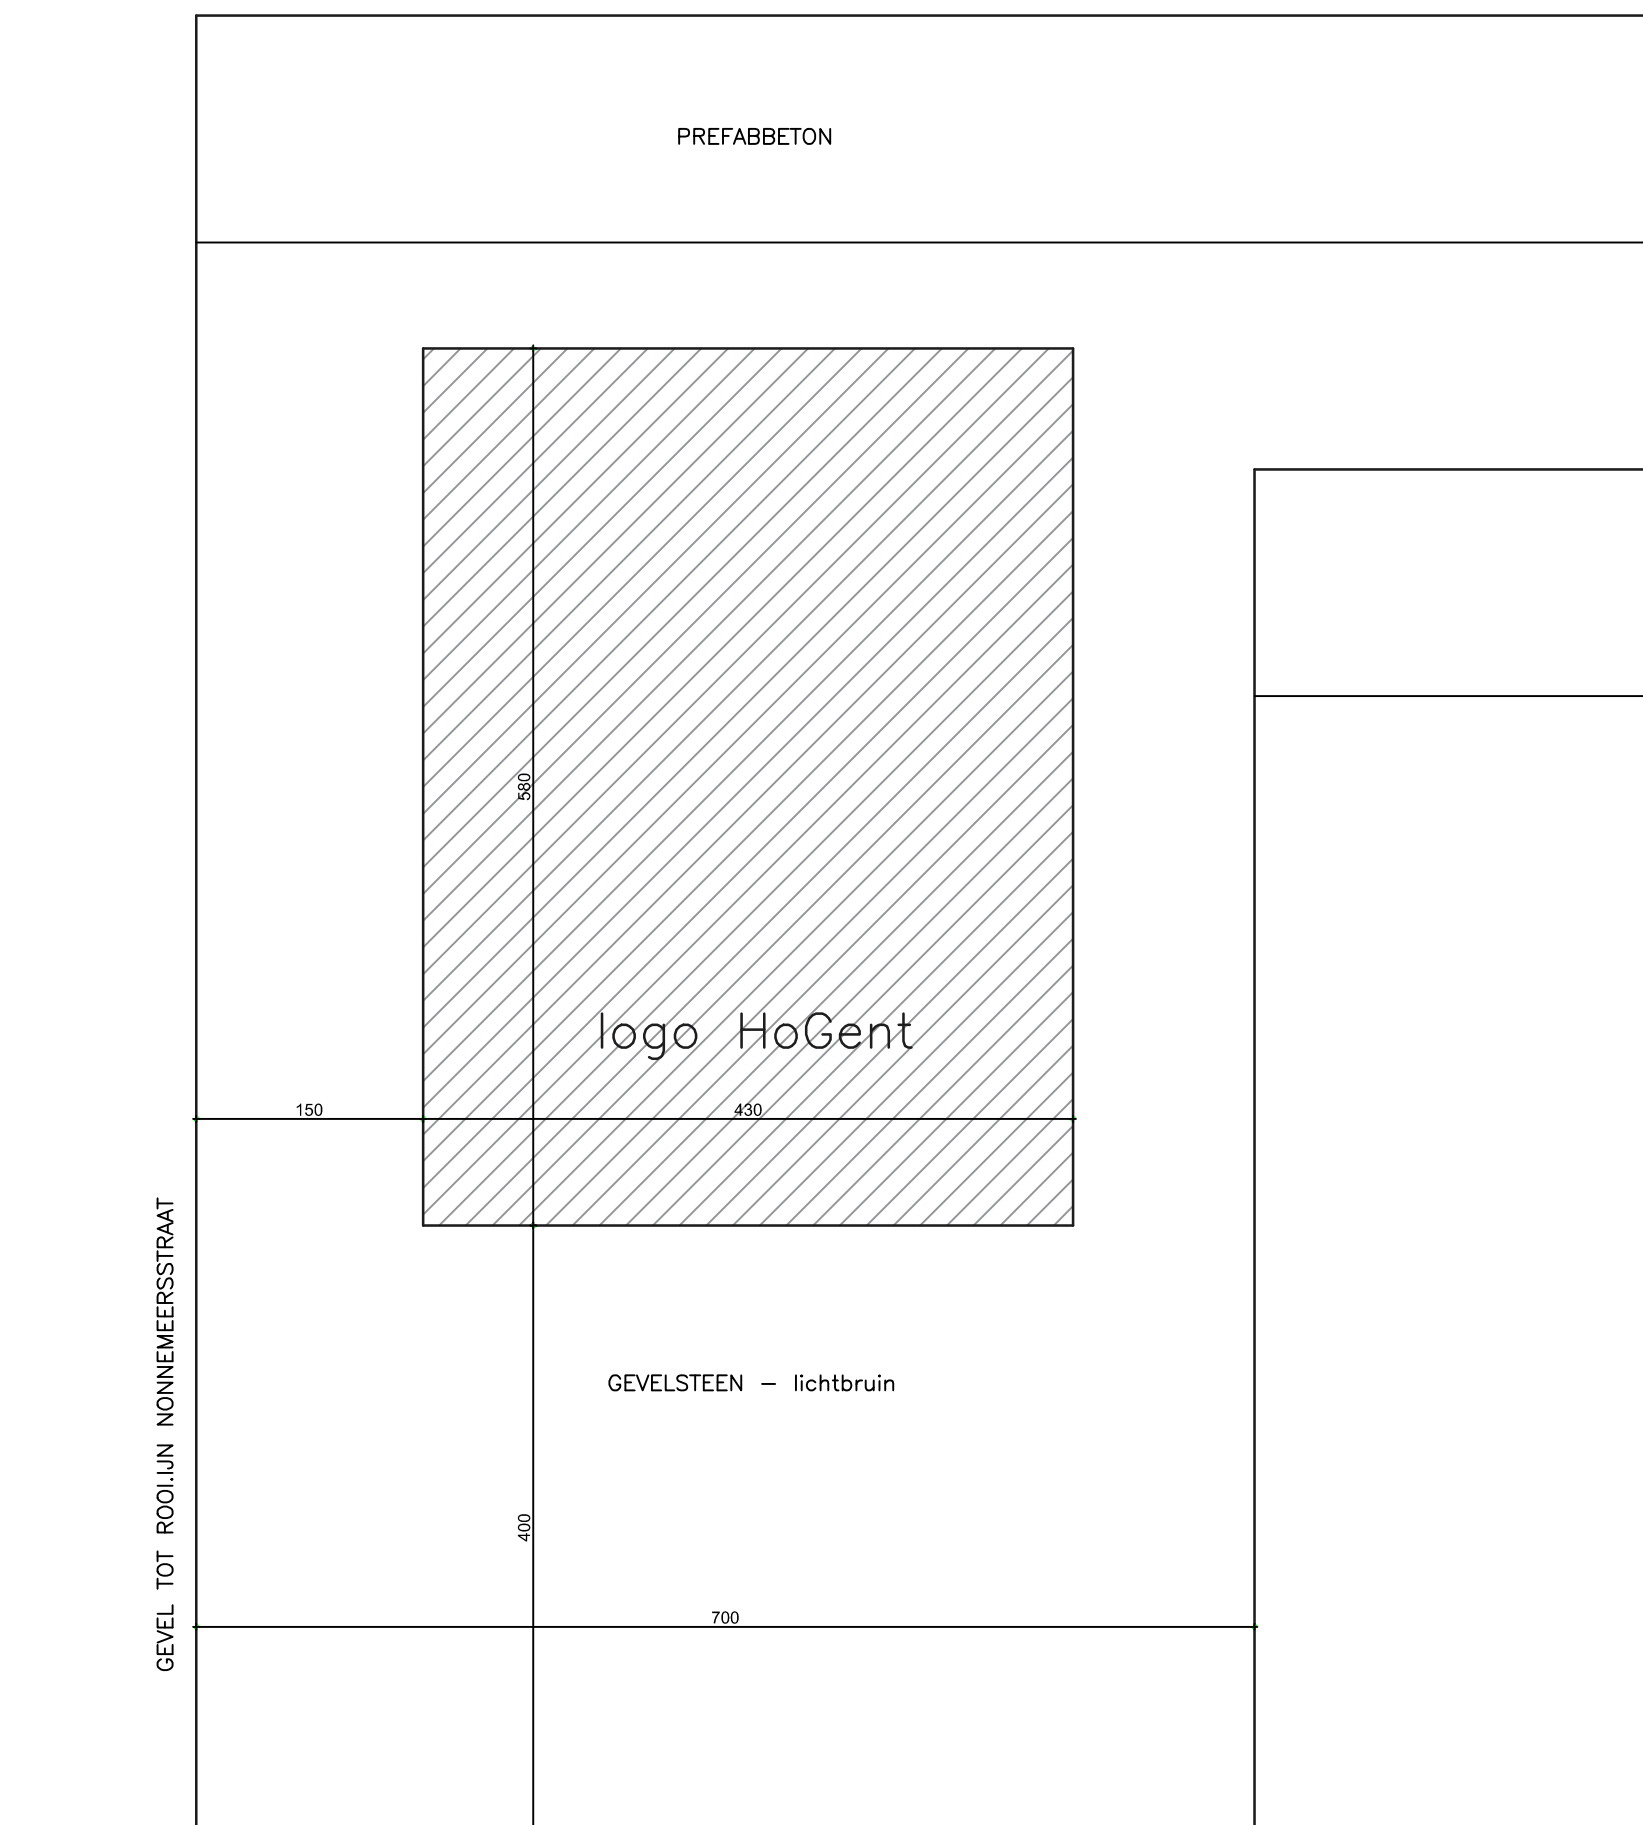 PREFABBETON
580
logo HoGent
150
430
GEVEL TOT ROOI.IJN NONNEMEERSSTRAAT
GEVELSTEEN – lichtbruin
400
700